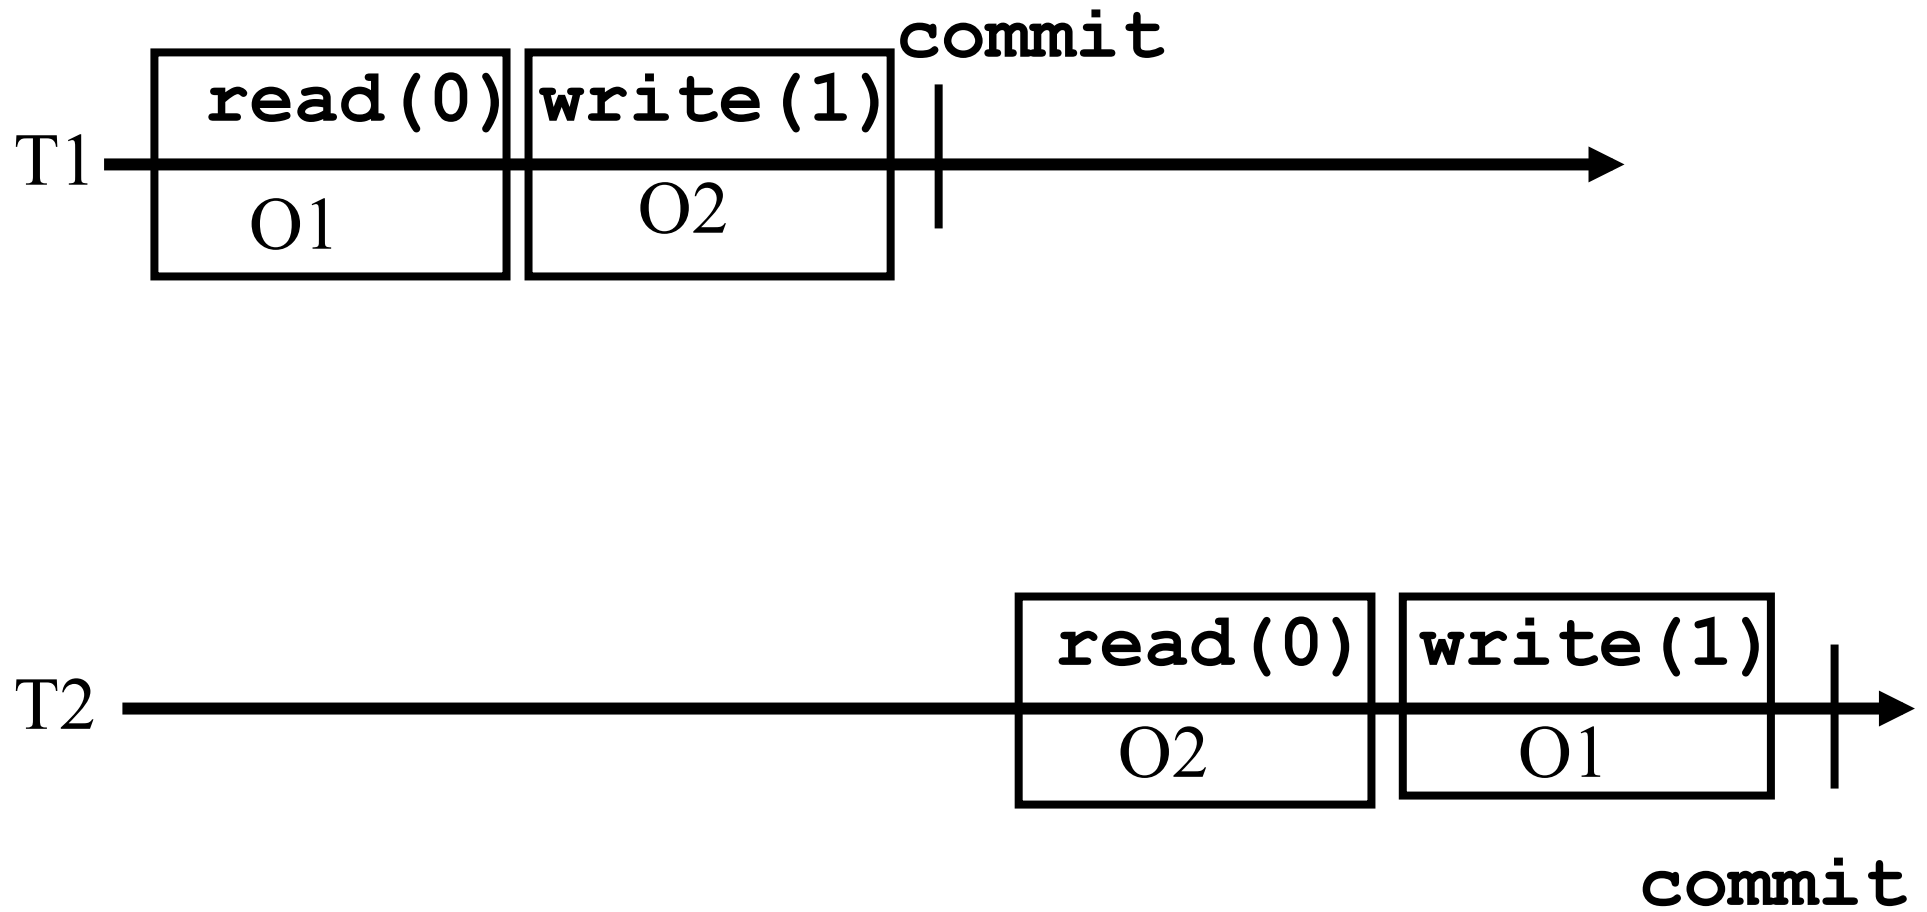 commit
read(0) write(1)
T1
O1 O2
read(0) write(1)
T2
O2 O1
commit